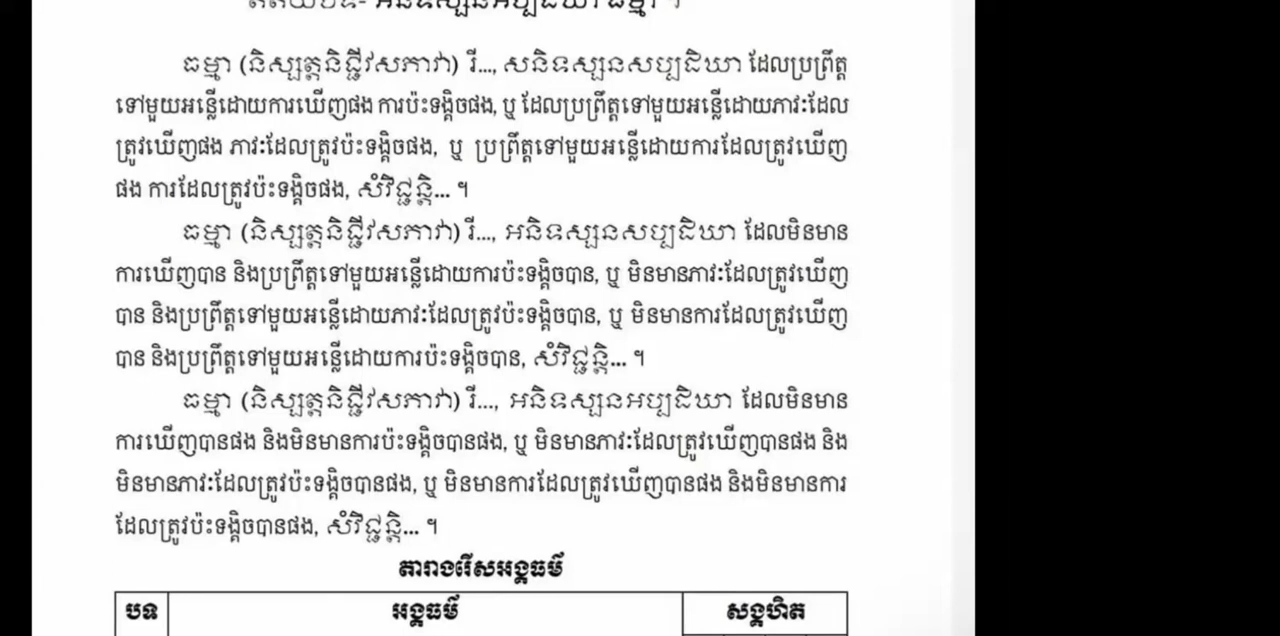 តតិយបទ- អនិទស្សនអប្បដិឃា ធម្មា ។
ធម្មា (និស្សត្តនិជ្ជីវសភាវា) រី..., សនិទស្សនសប្បដិឃា ដែលប្រព្រឹត្ត
ទៅមួយអន្លើដោយការឃើញផង ការប៉ះទង្គិចផង, ឬ ដែលប្រព្រឹត្តទៅមួយអន្លើដោយភាវៈដែល
ត្រូវឃើញផង ភាវៈដែលត្រូវប៉ះទង្គិចផង, ឬ ប្រព្រឹត្តទៅមួយអន្លើដោយការដែលត្រូវឃើញ
ផង ការដែលត្រូវប៉ះទង្គិចផង, សំវិជ្ជន្តិ... ។
ធម្មា (និស្សត្តនិជ្ជីវសភាវា) រី..., អនិទស្សនសប្បដិឃា ដែលមិនមាន
ការឃើញបាន និងប្រព្រឹត្តទៅមួយអន្លើដោយការប៉ះទង្គិចបាន, ឬ មិនមានភាវៈដែលត្រូវឃើញ
បាន និងប្រព្រឹត្តទៅមួយអន្លើដោយភាវៈដែលត្រូវប៉ះទង្គិចបាន, ឬ មិនមានការដែលត្រូវឃើញ
បាន និងប្រព្រឹត្តទៅមួយអន្លើដោយការប៉ះទង្គិចបាន, សំវិជ្ជន្តិ... ។
ធម្មា (និស្សត្តនិជ្ជីវសភាវា) រី..., អនិទស្សនអប្បដិឃា ដែលមិនមាន
ការឃើញបានផង និងមិនមានការប៉ះទង្គិចបានផង, ឬ មិនមានភាវៈដែលត្រូវឃើញបានផង និង
មិនមានភាវៈដែលត្រូវប៉ះទង្គិចបានផង, ឬ មិនមានការដែលត្រូវឃើញបានផង និងមិនមានការ
ដែលត្រូវប៉ះទង្គិចបានផង, សំវិជ្ជន្តិ... ។
តារាងរើសអង្គធម៌
បទ អង្គធម៌ សង្គហិត